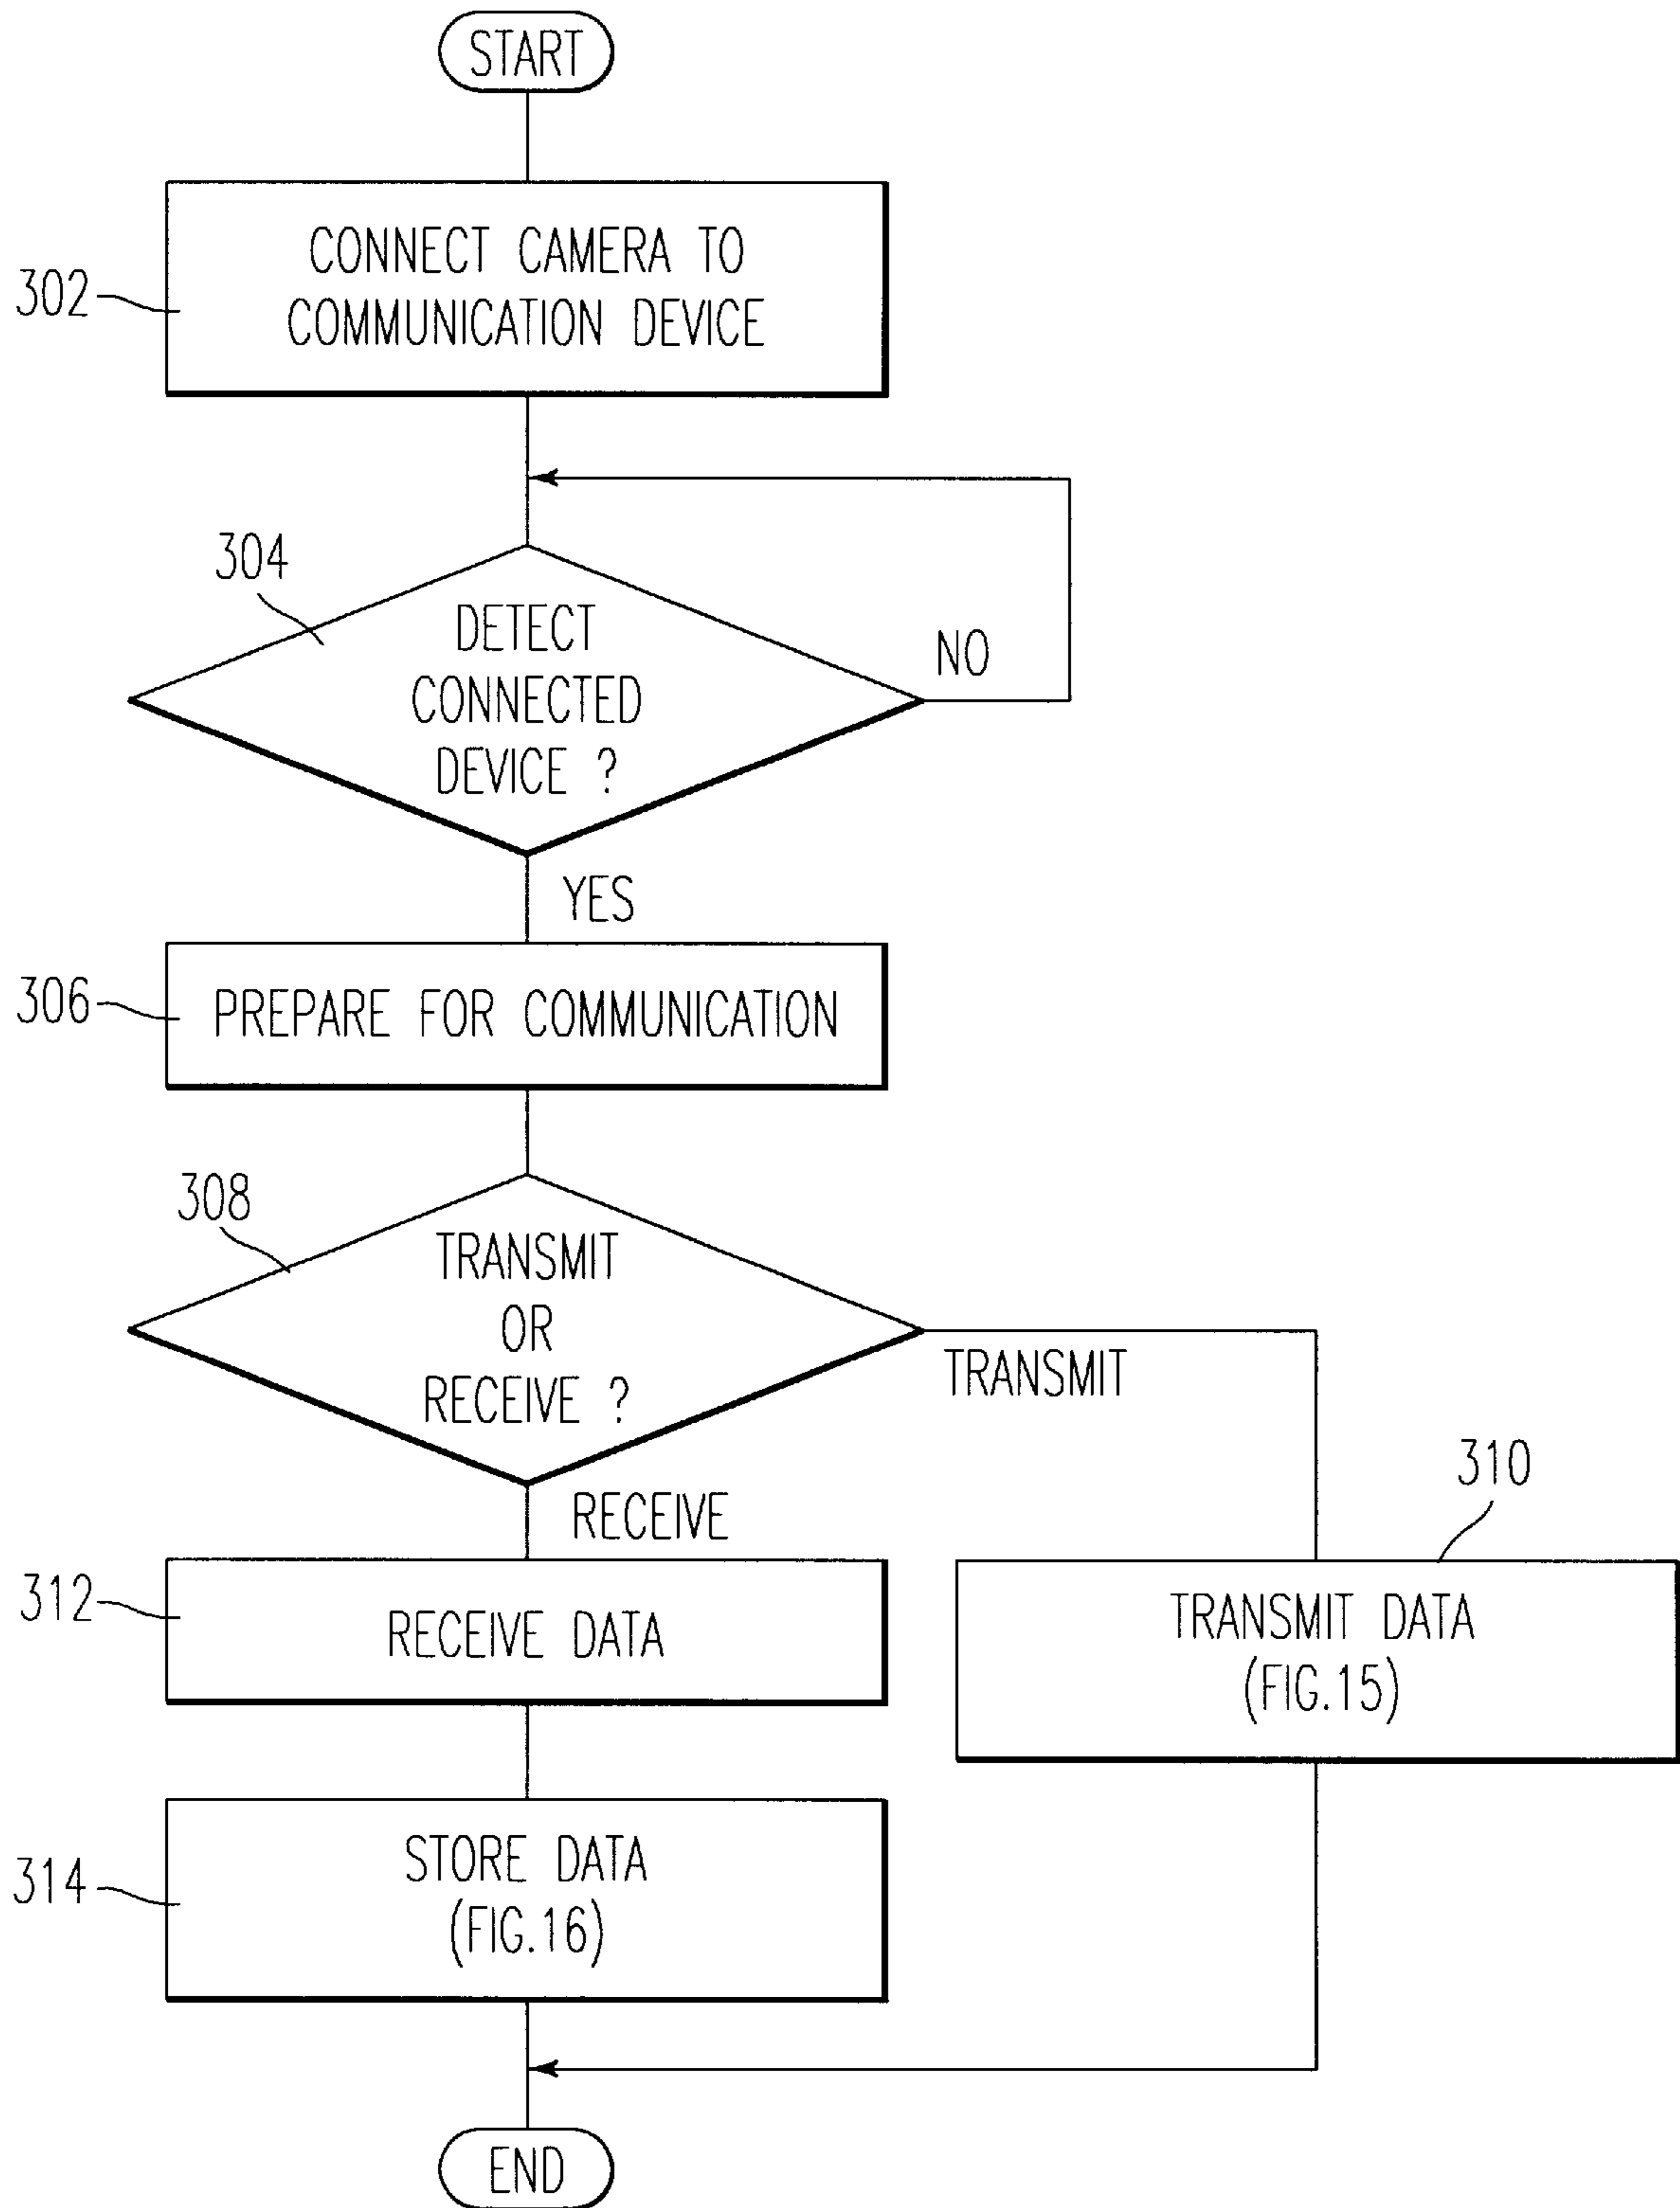 START
302
CONNECT CAMERA TO
COMMUNICATION DEVICE
304
DETECT
CONNECTED
DEVICE ?
NO
YES
306
PREPARE FOR COMMUNICATION
308
TRANSMIT
OR
RECEIVE ?
TRANSMIT
RECEIVE
310
312
RECEIVE DATA
TRANSMIT DATA
(FIG.15)
314
STORE DATA
(FIG.16)
END